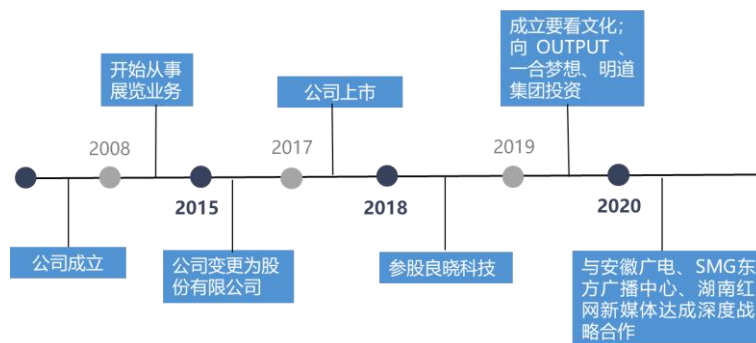 成立要看文化；
向 OUTPUT 、
一合梦想、明道
集团投资
开始从事
展览业务
公司上市
2008
2017
2019
2015
2018
2020
公司成立
公司变更为股
份有限公司
参股良晓科技
与安徽广电、SMG东
方广播中心、湖南红
网新媒体达成深度战
略合作